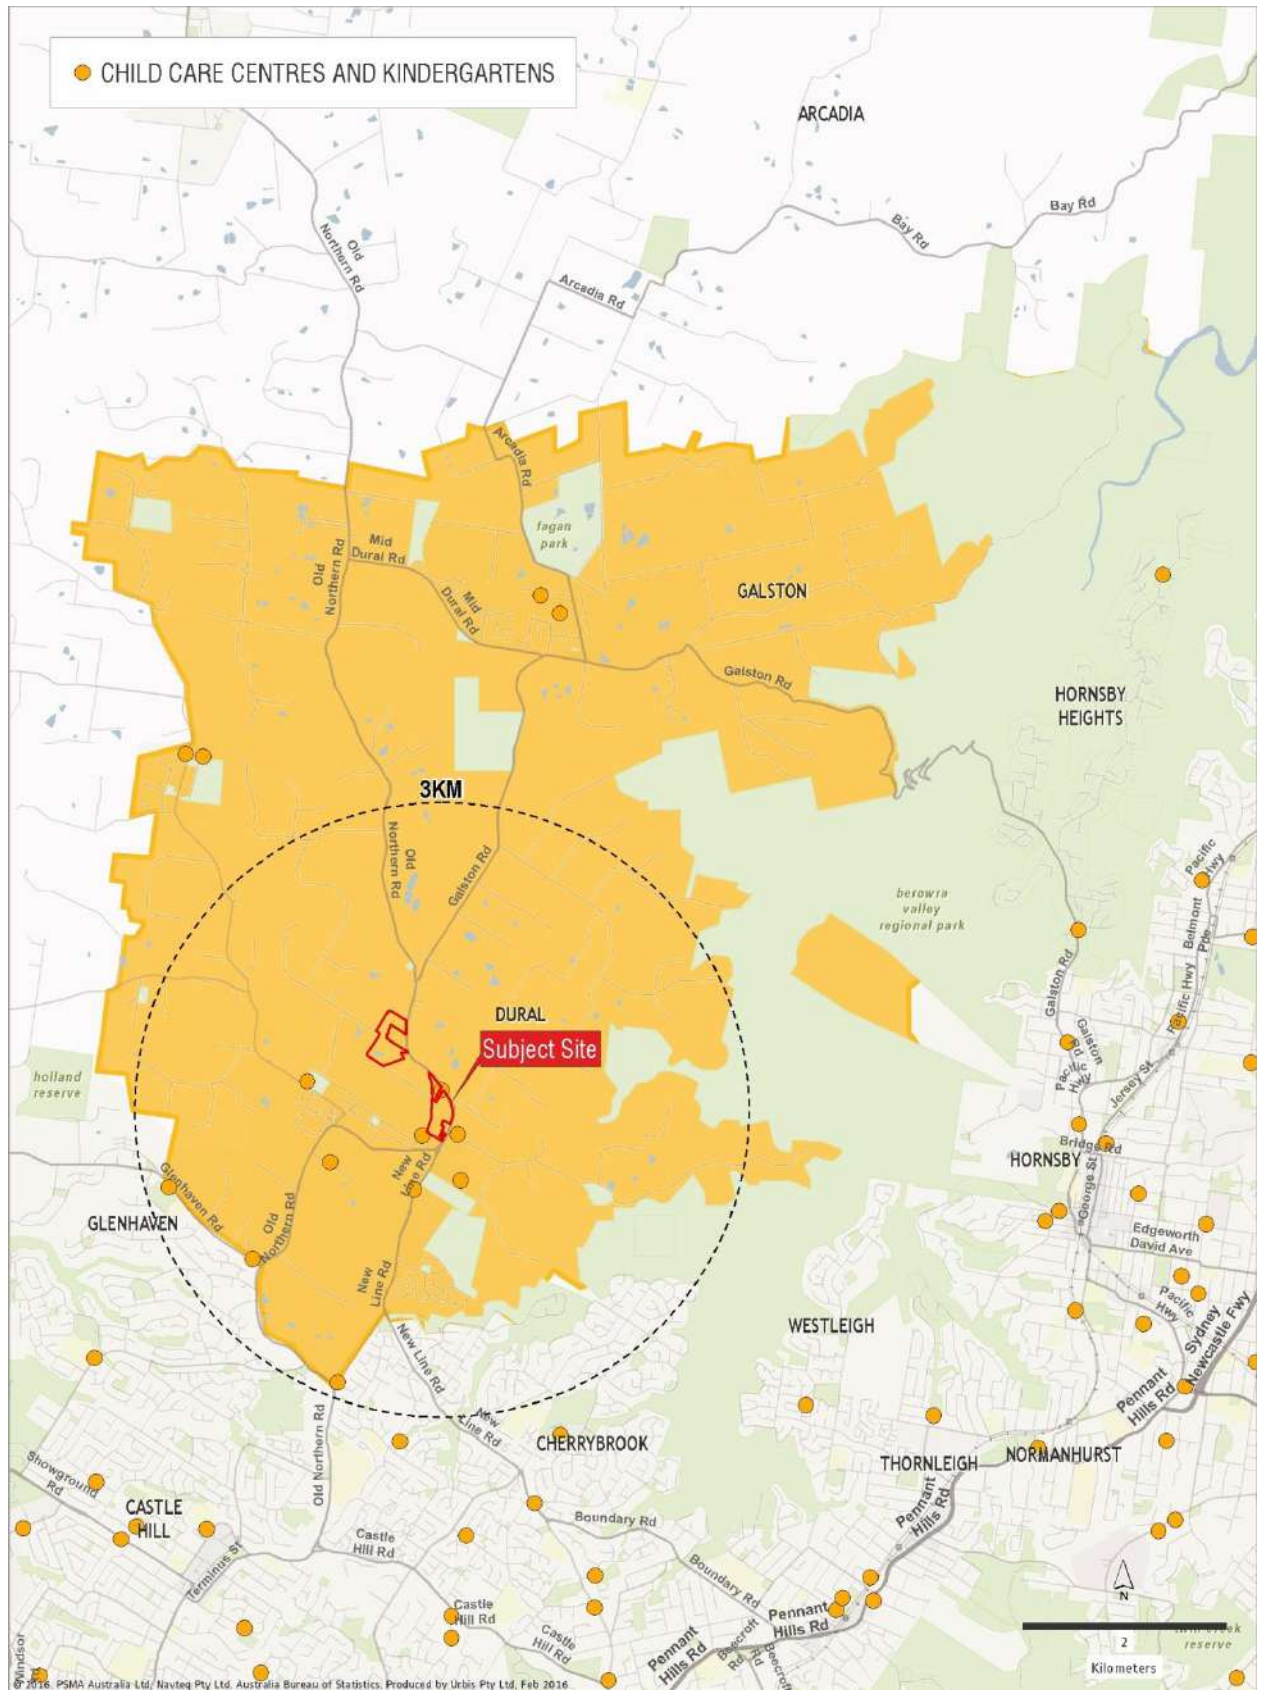 CHILD CARE CENTRES AND KINDERGARTENS
ARCADIA
Bay Rd
Bay Rd
Old
Northern Rd
Arcadia Rd
Arcadia Rd
fagan
park
Mid
Dural Rd
Old
Northern Rd
Mid
Dural Rd
GALSTON
Galston Rd
HORNSBY
HEIGHTS
3KM
Old
Northern Rd
Galston Rd
berowra
valley
regional park
Pacific
Hwy
Belmont
Pde
Galston Rd
Pacific Hwy
DURAL
Subject Site
Galston
Rd
Pacific
Hwy
Jersey St
holland
reserve
Bridge Rd
HORNSBY
George St
New
Line Rd
Glenhaven Rd
GLENHAVEN
Old
Northern Rd
Edgeworth
David Ave
New
Line Rd
Pacific
Hwy
Sydney
Newcastle Fwy
WESTLEIGH
New Line Rd
Pennant
Hills Rd
New
Line Rd
Old Northern Rd
CHERRYBROOK
THORNLEIGH
NORMANHURST
Showground
Rd
CASTLE
HILL
Pennant
Hills Rd
Boundary Rd
Castle
Hill Rd
Terminus St
Boundary Rd
N
Castle
Hill Rd
Pennant
Hills Rd
Castle
Hill Rd
Pennant
Hills Rd
Beecroft
Rd
Beecroft
Rd
2
Kilometers
reserve
Windsor
Rd
© 2016. PSMA Australia Ltd, Navteq Pty Ltd, Australia Bureau of Statistics. Produced by Urbis Pty Ltd, Feb 2016